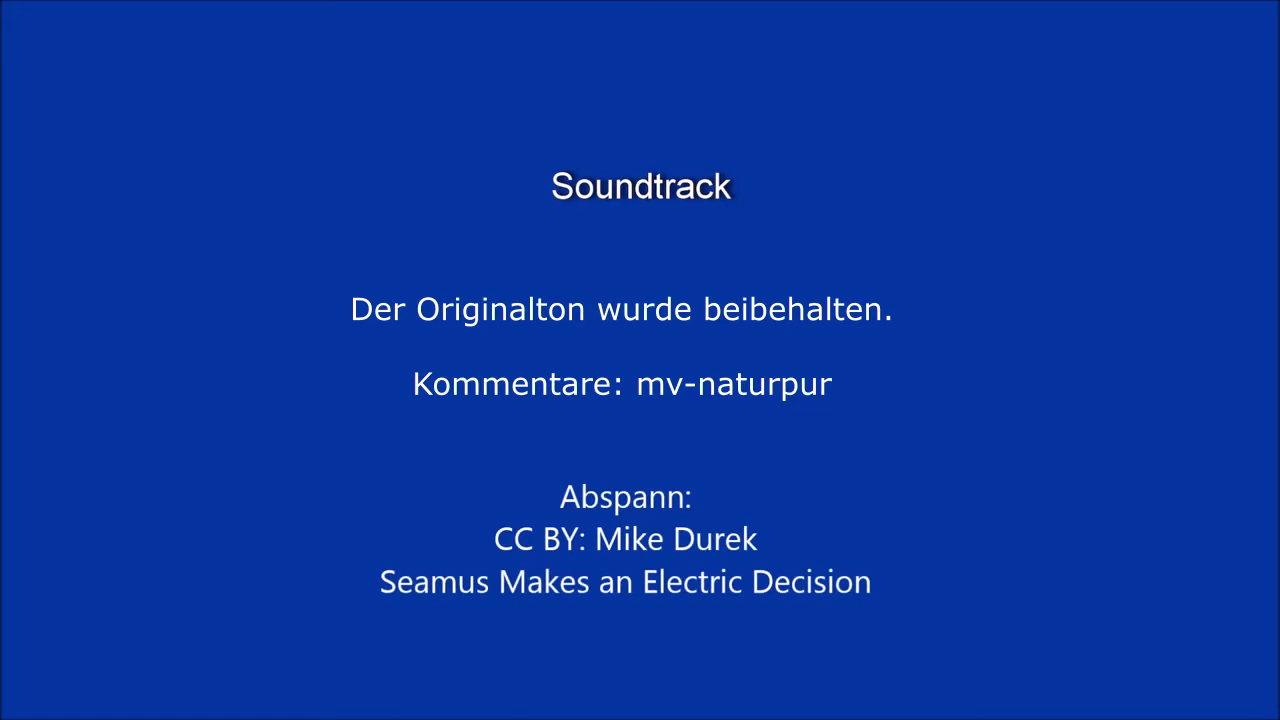 Soundtrack
Der Originalton wurde beibehalten.
Kommentare: mv-naturpur
Abspann:
CC BY: Mike Durek
Seamus Makes an Electric Decision